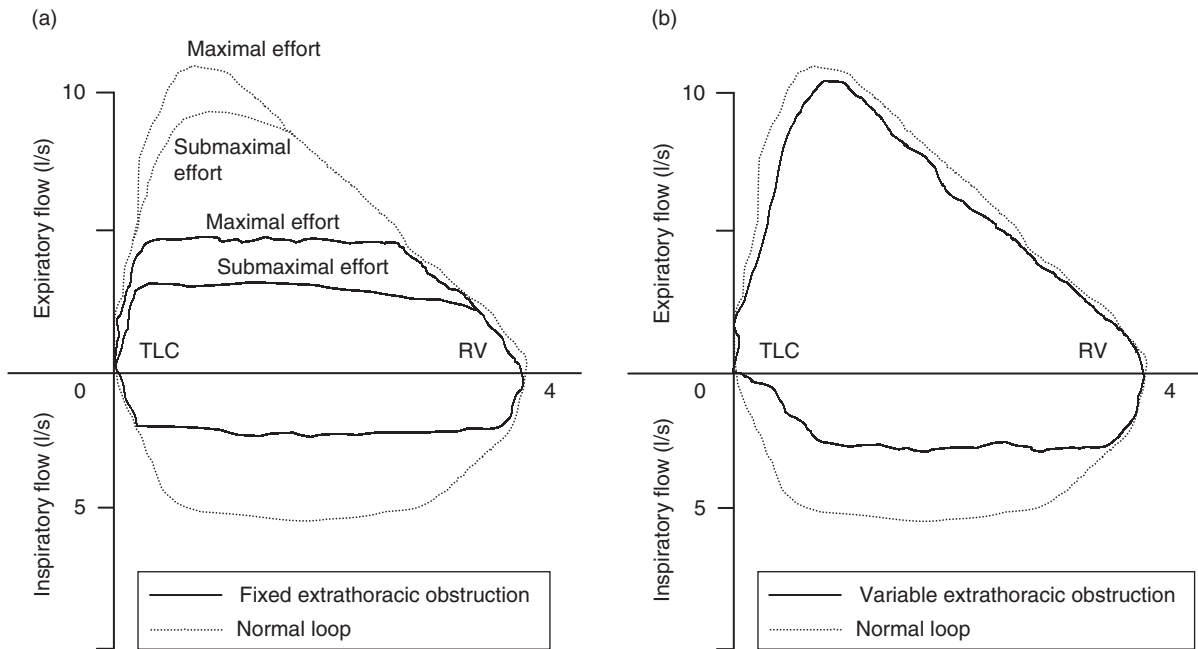 (a)
Maximal effort
10
Submaximal
effort
Maximal effort
Submaximal effort
Expiratory flow (l/s)
TLC
RV
0
4
Inspiratory flow (l/s)
5
Fixed extrathoracic obstruction
Normal loop
(b)
10
Expiratory flow (l/s)
TLC
RV
0
4
Inspiratory flow (l/s)
5
Variable extrathoracic obstruction
Normal loop